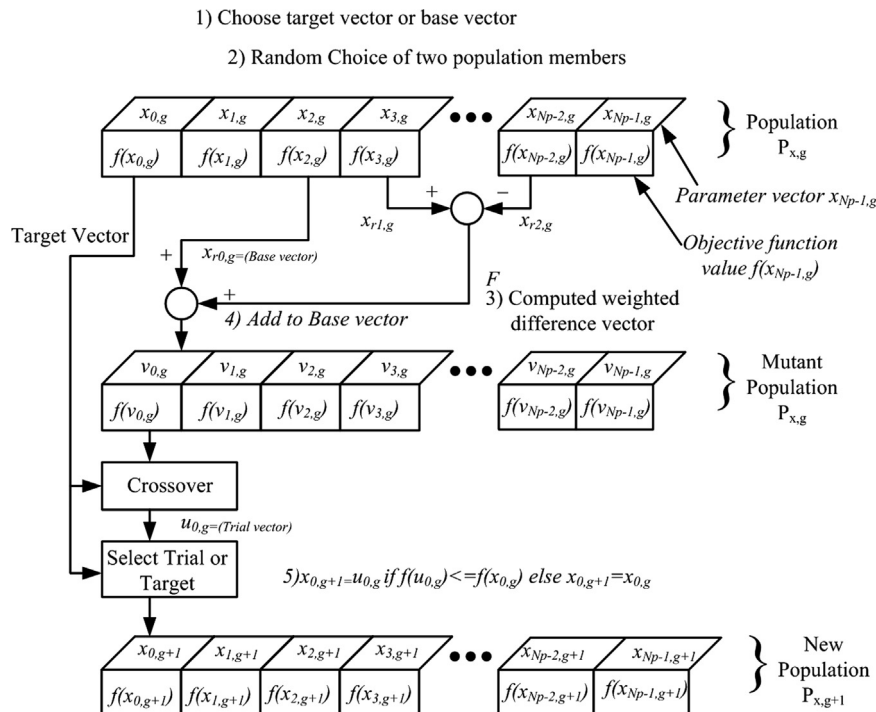 1) Choose target vector or base vector
2) Random Choice of two population members
x0,g x1,g x2,g x3,g ●●● xNp-2,g xNp-1,g
f(x0,g) f(x1,g) f(x2,g) f(x3,g) f(xNp-2,g) f(xNp-1,g)
} Population
Px,g
Parameter vector xNp-1,g
+ −
xr1,g xr2,g
Target Vector
Objective function
value f(xNp-1,g)
xr0,g=(Base vector)
+
+
F
3) Computed weighted
difference vector
4) Add to Base vector
v0,g v1,g v2,g v3,g ●●● vNp-2,g vNp-1,g
f(v0,g) f(v1,g) f(v2,g) f(v3,g) f(vNp-2,g) f(vNp-1,g)
} Mutant
Population
Px,g
Crossover
u0,g=(Trial vector)
Select Trial or
Target
5)x0,g+1=u0,g if f(u0,g)<=f(x0,g) else x0,g+1=x0,g
x0,g+1 x1,g+1 x2,g+1 x3,g+1 ●●● xNp-2,g+1 xNp-1,g+1
f(x0,g+1) f(x1,g+1) f(x2,g+1) f(x3,g+1) f(xNp-2,g+1) f(xNp-1,g+1)
} New
Population
Px,g+1